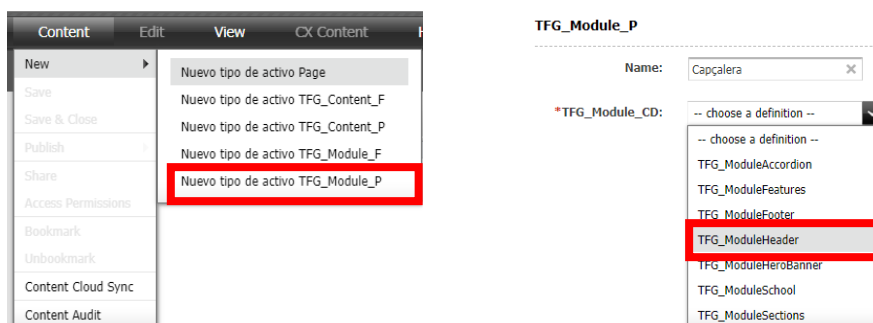 Content Edit View CX Content
New
Save
Save & Close
Publish
Share
Access Permissions
Bookmark
Unbookmark
Content Cloud Sync
Content Audit
Nuevo tipo de activo Page
Nuevo tipo de activo TFG_Content_F
Nuevo tipo de activo TFG_Content_P
Nuevo tipo de activo TFG_Module_F
Nuevo tipo de activo TFG_Module_P
TFG_Module_P
Name: Capçalera
*TFG_Module_CD: -- choose a definition --
-- choose a definition --
TFG_ModuleAccordion
TFG_ModuleFeatures
TFG_ModuleFooter
TFG_ModuleHeader
TFG_ModuleHeroBanner
TFG_ModuleSchool
TFG_ModuleSections